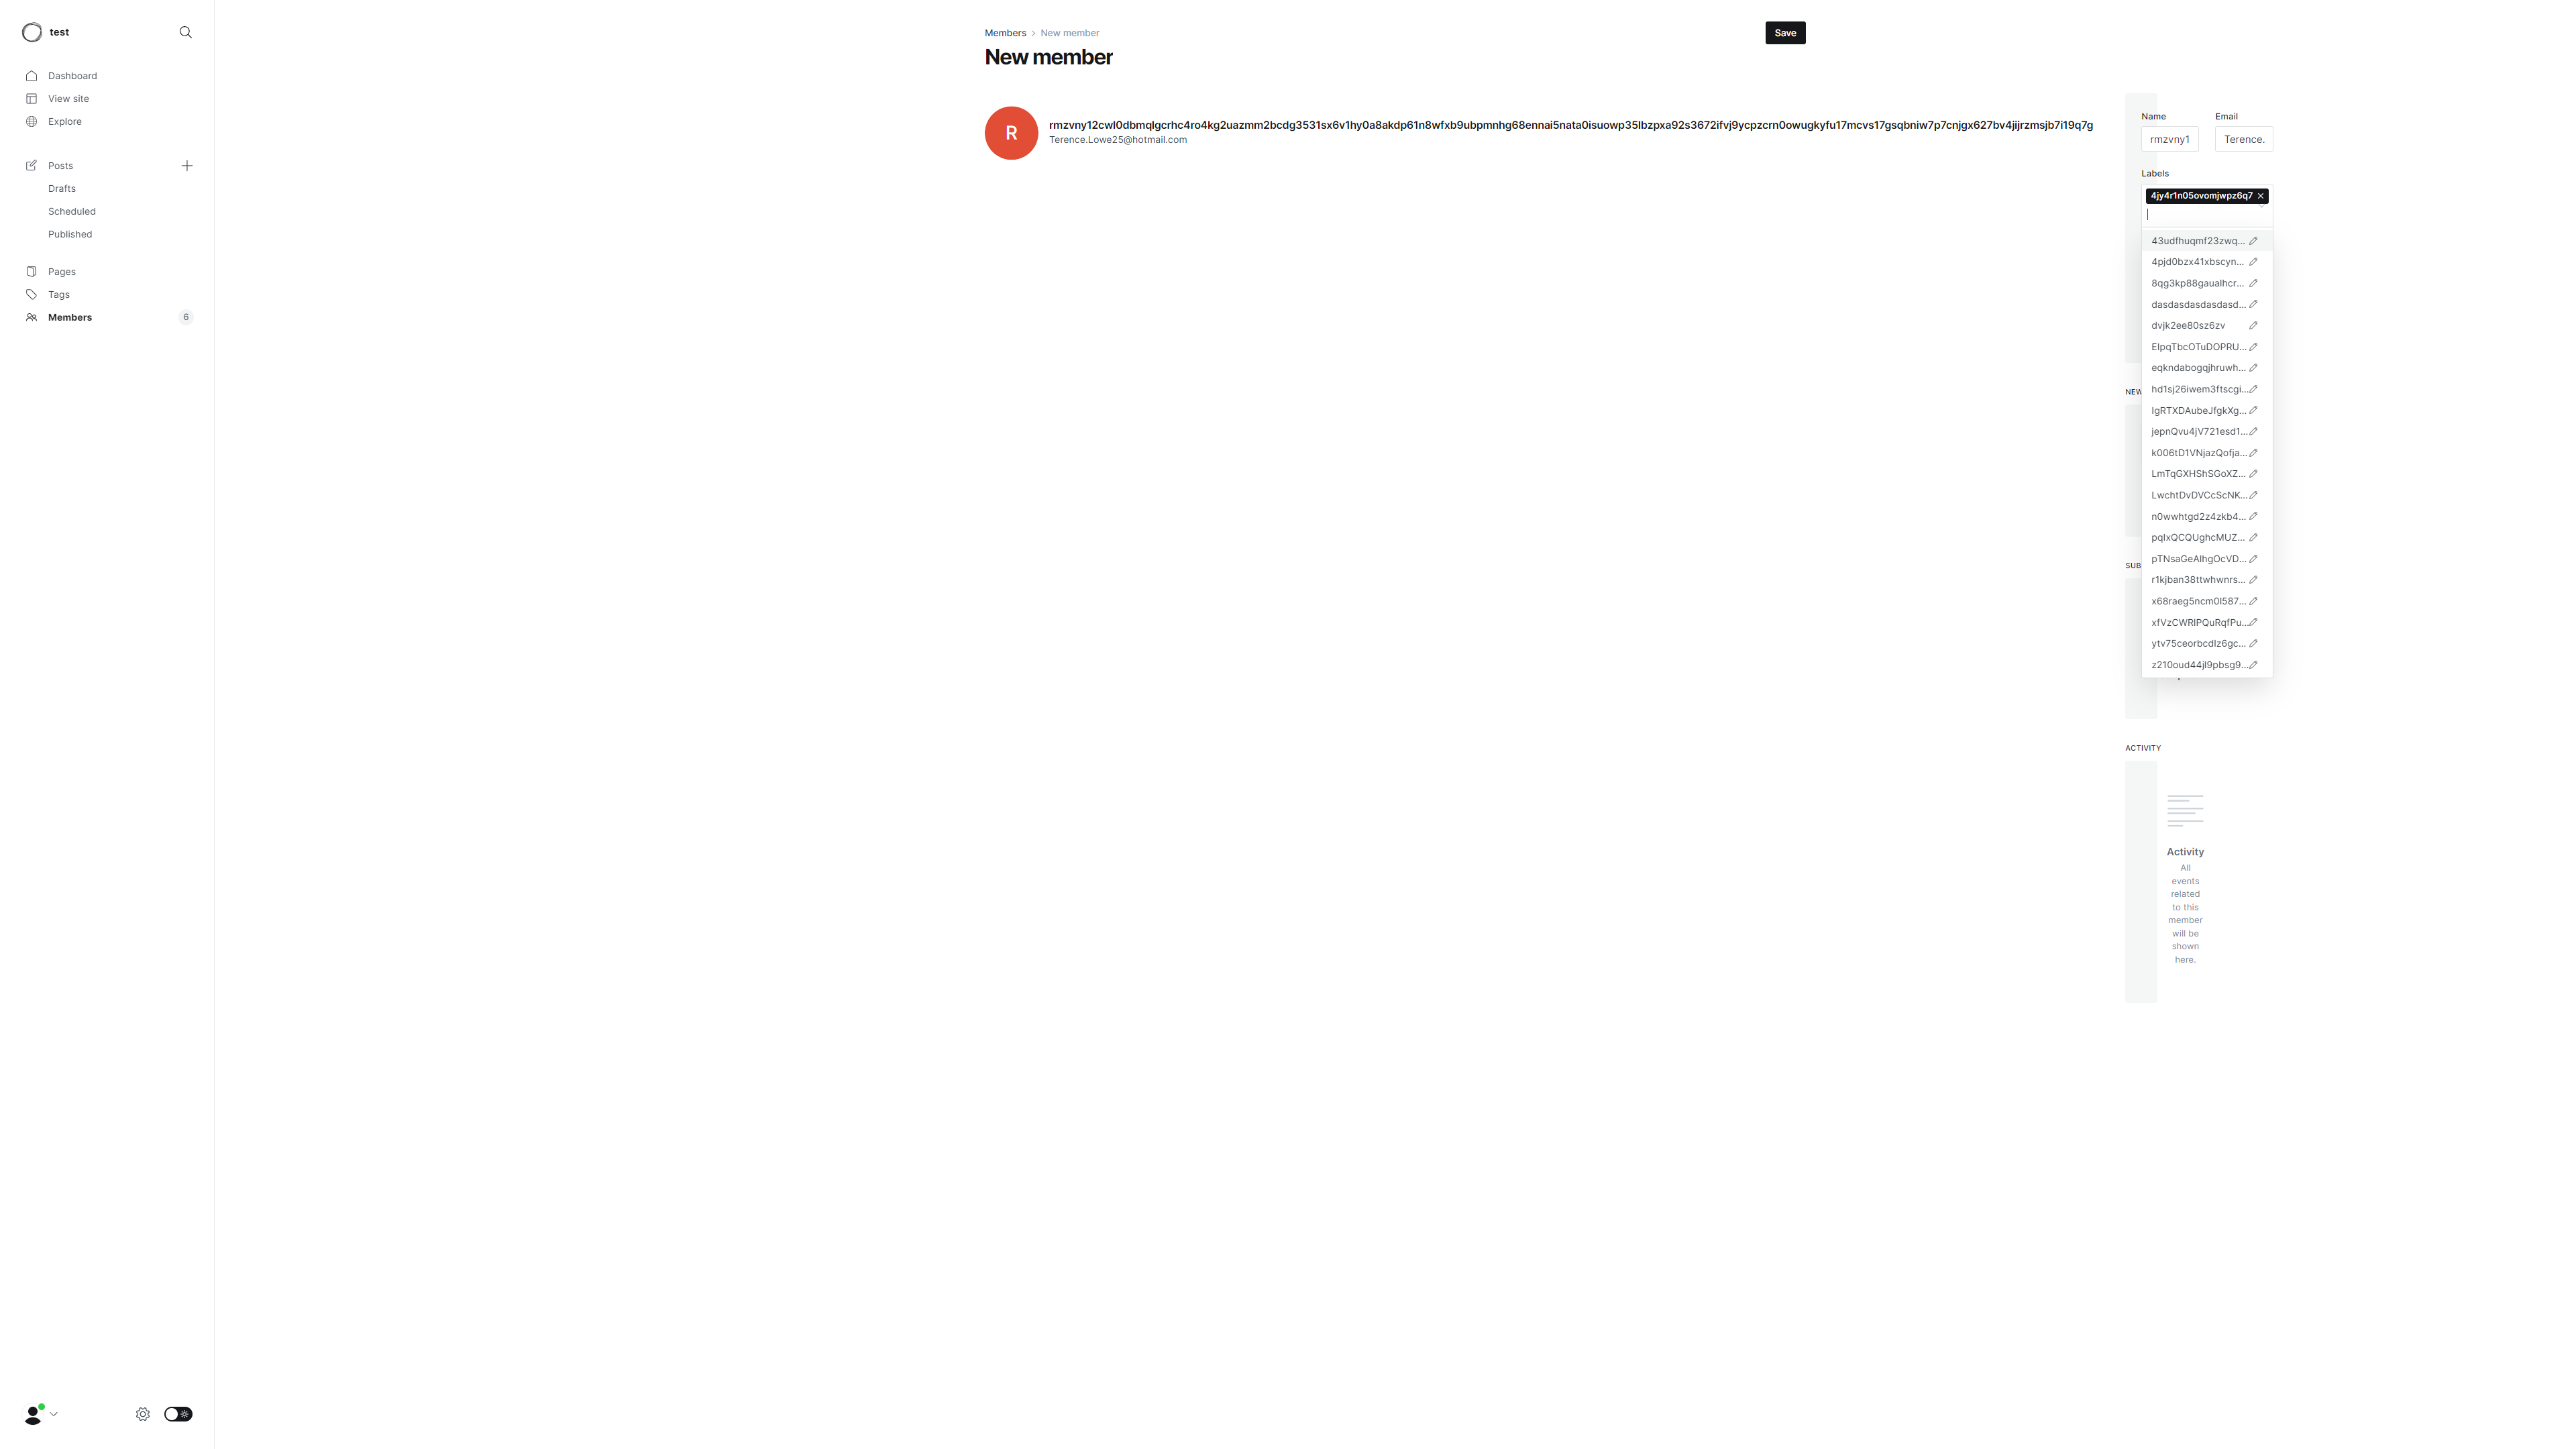 test
Dashboard
View site
Explore
Posts
Drafts
Scheduled
Published
Pages
Tags
Members
6
Members
New member
Save
New member
R
rmzvny12cwl0dbmqlgcrhc4ro4kg2uazmm2bcdg3531sx6v1hy0a8akdp61n8wfxb9ubpmnhg68ennai5nata0isuowp35lbzpxa92s3672ifvj9ycpzcrn0owugkyfu17mcvs17gsqbniw7p7cnjgx627bv4jijrzmsjb7i19q7g
Terence.Lowe25@hotmail.com
Name
rmzvny1
Email
Terence.
Labels
4jy4r1n05ovomjwpz6q7
43udfhuqmf23zwq...
4pjd0bzx41xbscyn...
8qg3kp88gaualhcr...
dasdasdasdasdasd...
dvjk2ee80sz6zv
ElpqTbcOTuDOPRU...
eqkndabogqjhruwh...
hd1sj26iwem3ftscgi...
IgRTXDAubeJfgkXg...
jepnQvu4jV721esd1...
k006tD1VNjazQofja...
LmTqGXHShSGoXZ...
LwchtDvDVCcScNK...
n0wwhtgd2z4zkb4...
pqIxQCQUghcMUZ...
pTNsaGeAIhgOcVD...
r1kjban38ttwhwnrs...
x68raeg5ncm0l587...
xfVzCWRlPQuRqfPu...
ytv75ceorbcdlz6gc...
z210oud44jl9pbsg9...
NEW
SUB
ACTIVITY
Activity
All
events
related
to this
member
will be
shown
here.